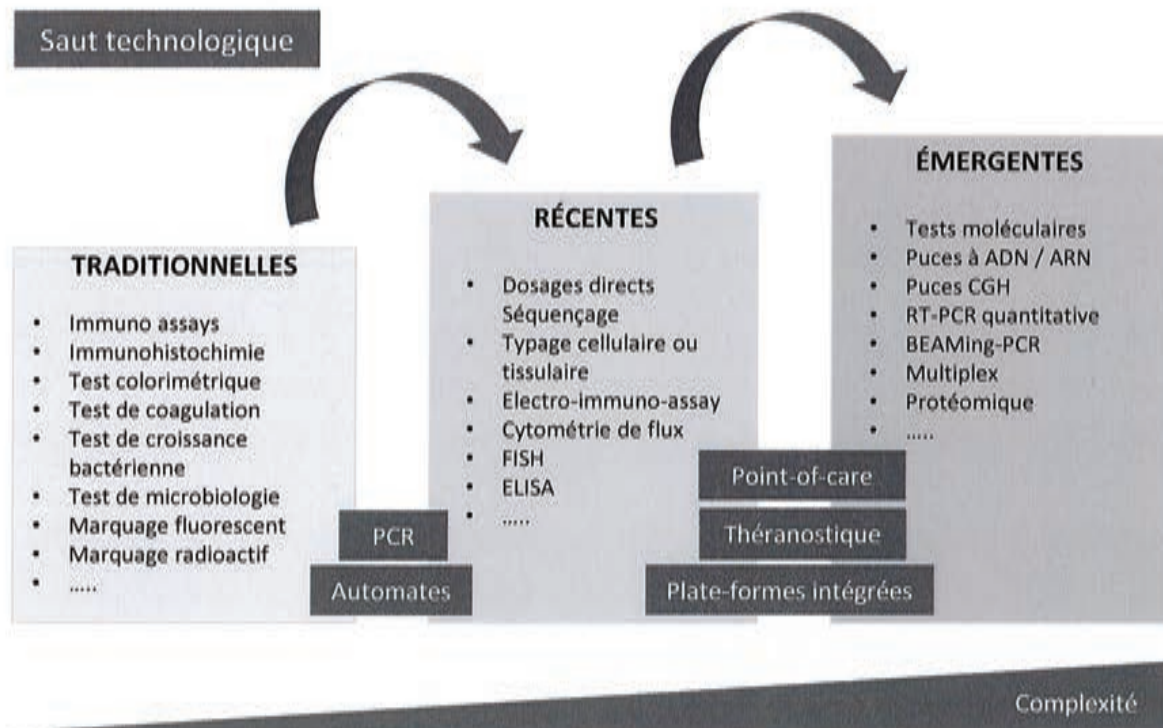 Saut technologique
TRADITIONNELLES
• Immuno assays
• Immunohistochimie
• Test colorimétrique
• Test de coagulation
• Test de croissance
bactérienne
• Test de microbiologie
• Marquage fluorescent
• Marquage radioactif
• .....
PCR
Automates
RÉCENTES
• Dosages directs
Séquençage
• Typage cellulaire ou
tissulaire
• Electro-immuno-assay
• Cytométrie de flux
• FISH
• ELISA
• .....
Point-of-care
Théranostique
Plate-formes intégrées
ÉMERGENTES
• Tests moléculaires
• Puces à ADN / ARN
• Puces CGH
• RT-PCR quantitative
• BEAMing-PCR
• Multiplex
• Protéomique
• .....
Complexité